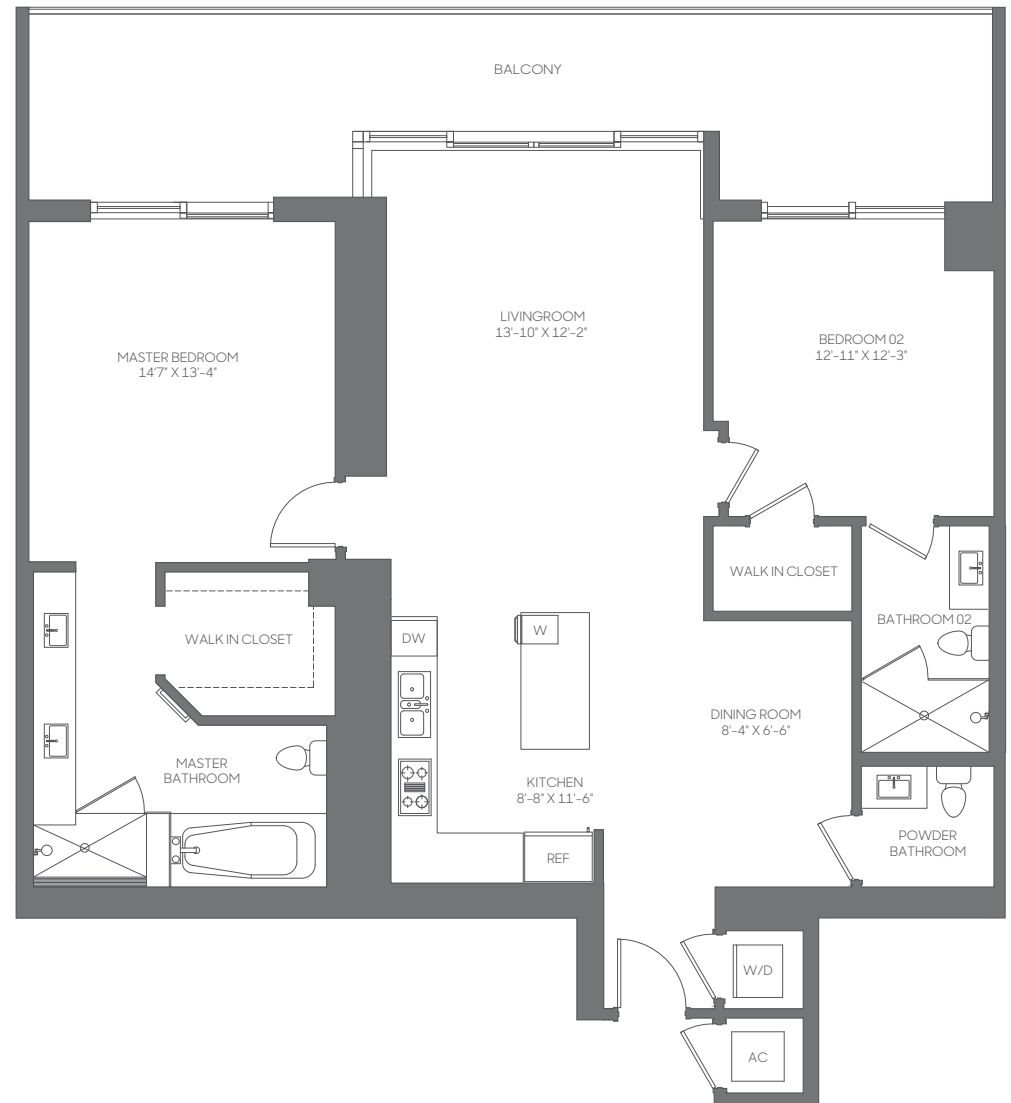 BALCONY
LIVINGROOM
13'-10" X 12'-2"
BEDROOM 02
12'-11" X 12'-3"
MASTER BEDROOM
14'7" X 13'-4"
WALK IN CLOSET
BATHROOM 02
WALK IN CLOSET
DW
W
DINING ROOM
8'-4" X 6'-6"
MASTER
BATHROOM
KITCHEN
8'-8" X 11'-6"
POWDER
BATHROOM
REF
W/D
AC